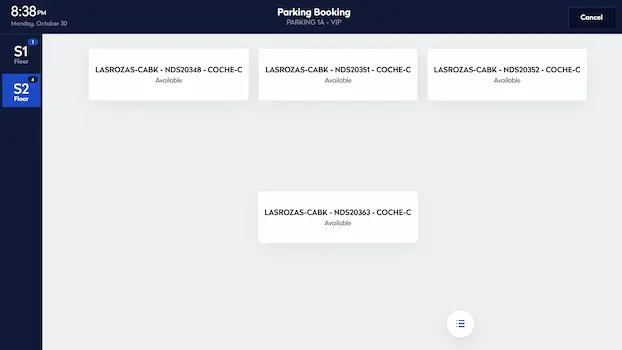 8:38PM
Monday, October 30
Parking Booking
PARKING 1A - VIP
Cancel
1
S1
Floor
4
S2
Floor
LASROZAS-CABK - NDS20348 - COCHE-C
Available
LASROZAS-CABK - NDS20351 - COCHE-C
Available
LASROZAS-CABK - NDS20352 - COCHE-C
Available
LASROZAS-CABK - NDS20363 - COCHE-C
Available